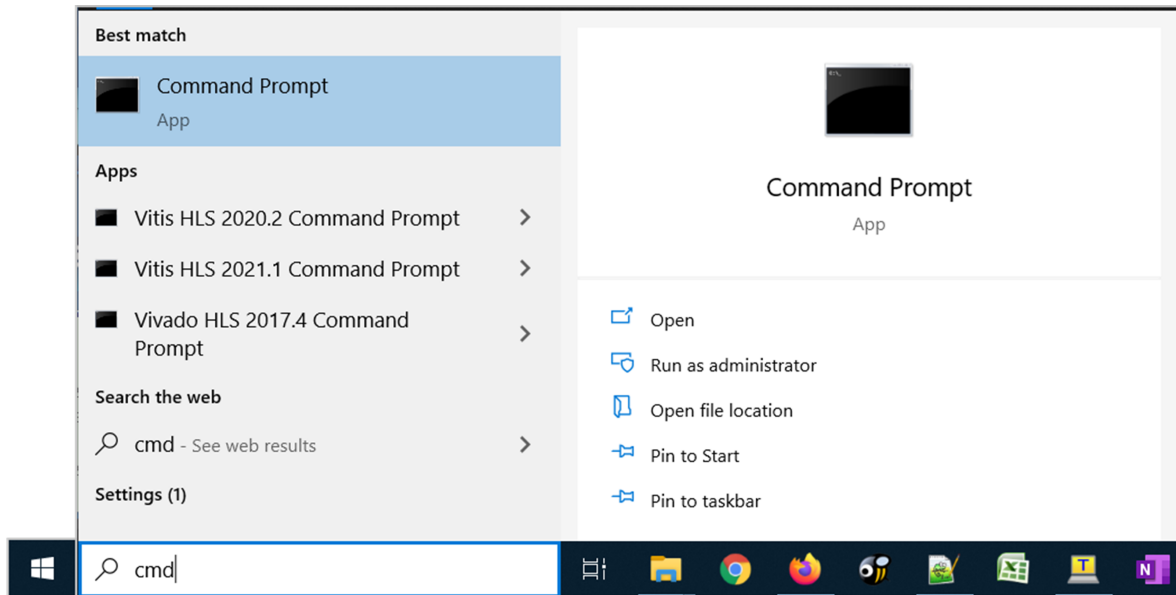 Best match
Command Prompt
App
Apps
Vitis HLS 2020.2 Command Prompt
Vitis HLS 2021.1 Command Prompt
Vivado HLS 2017.4 Command
Prompt
Search the web
cmd - See web results
Settings (1)
cmd
Command Prompt
App
Open
Run as administrator
Open file location
Pin to Start
Pin to taskbar
T
N